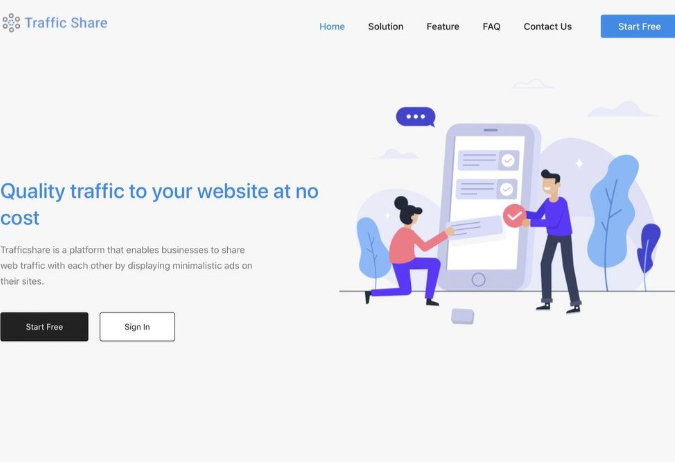 Traffic Share
Home Solution Feature FAQ Contact Us Start Free
Quality traffic to your website at no
cost
Trafficshare is a platform that enables businesses to share
web traffic with each other by displaying minimalistic ads on
their sites.
Start Free Sign In